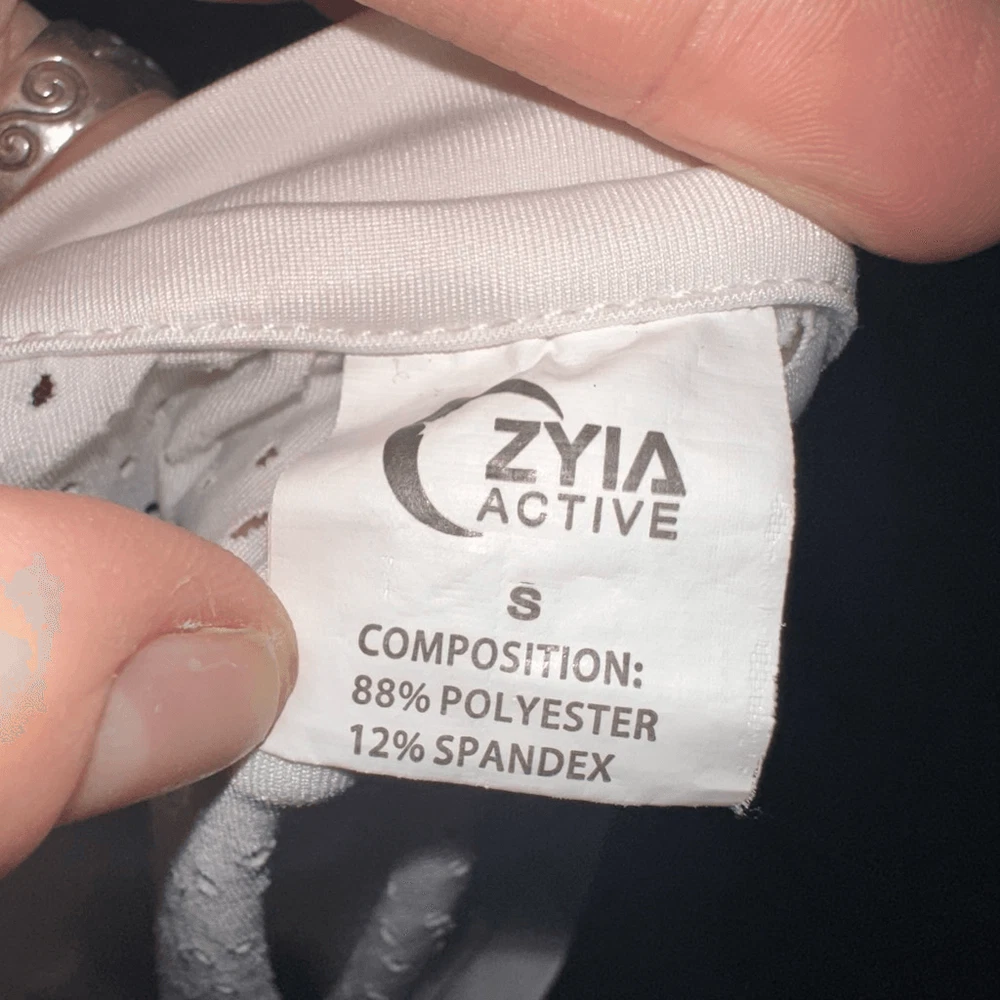 ZYIA
ACTIVE
S
COMPOSITION:
88% POLYESTER
12% SPANDEX